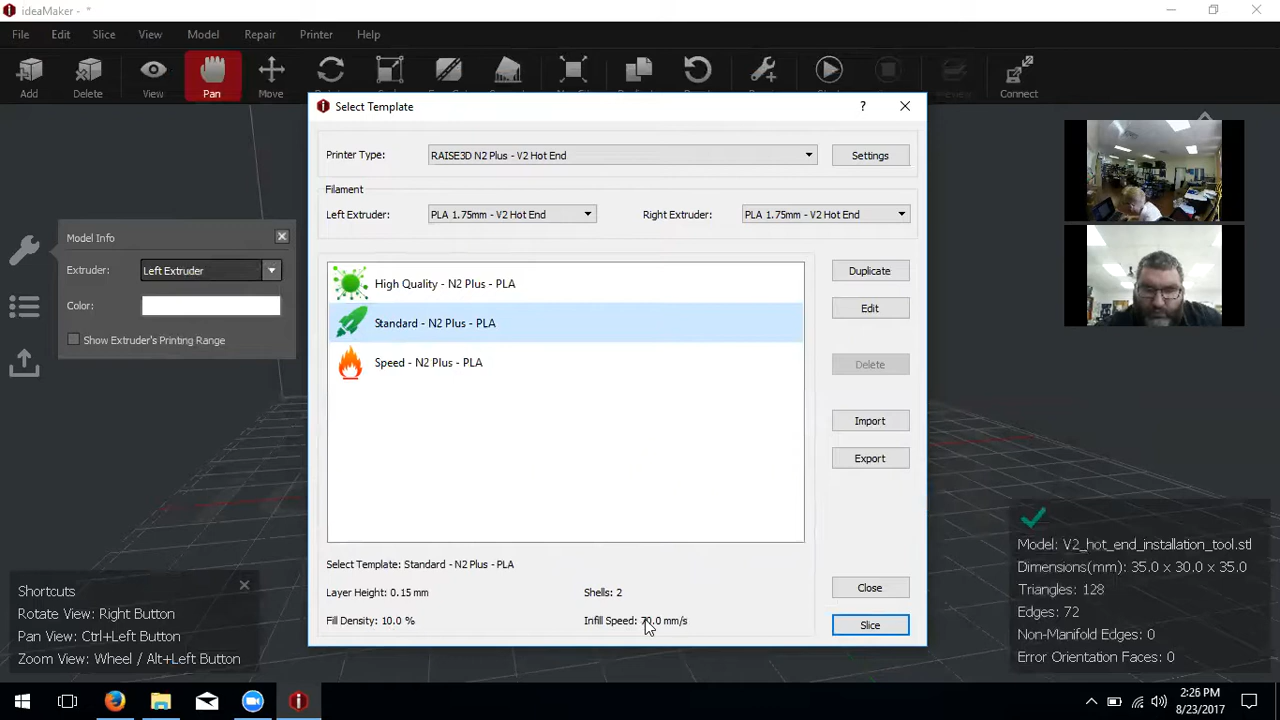 ideaMaker - *
File Edit Slice View Model Repair Printer Help
Add Delete View Pan Move Connect
Select Template
Printer Type: RAISE3D N2 Plus - V2 Hot End Settings
Filament
Left Extruder: PLA 1.75mm - V2 Hot End Right Extruder: PLA 1.75mm - V2 Hot End
Model Info
Extruder: Left Extruder
Color:
Show Extruder's Printing Range
High Quality - N2 Plus - PLA
Standard - N2 Plus - PLA
Speed - N2 Plus - PLA
Duplicate
Edit
Delete
Import
Export
Select Template: Standard - N2 Plus - PLA
Layer Height: 0.15 mm Shells: 2
Fill Density: 10.0 % Infill Speed: 70.0 mm/s
Close
Slice
Shortcuts
Rotate View: Right Button
Pan View: Ctrl+Left Button
Zoom View: Wheel / Alt+Left Button
Model: V2_hot_end_installation_tool.stl
Dimensions(mm): 35.0 x 30.0 x 35.0
Triangles: 128
Edges: 72
Non-Manifold Edges: 0
Error Orientation Faces: 0
2:26 PM
8/23/2017